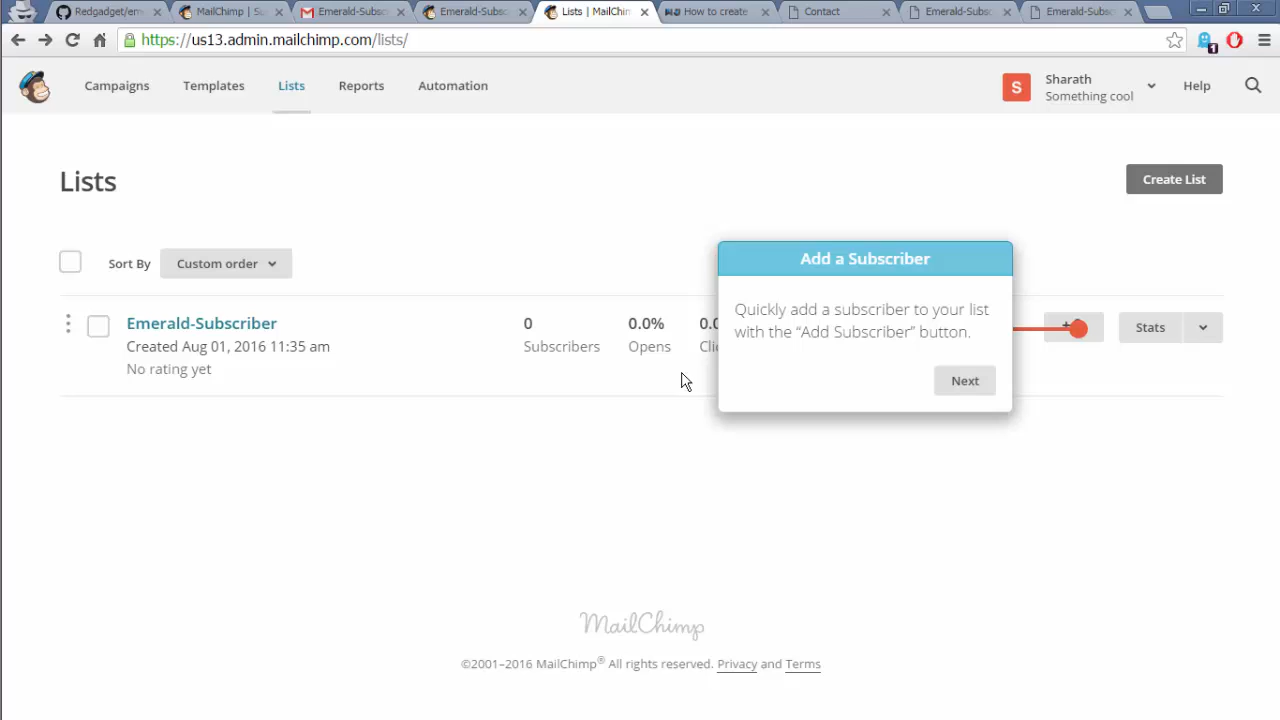 Redgadget/em
MailChimp | Su
Emerald-Subsc
Emerald-Subsc
Lists | MailChim
How to create
Contact
Emerald-Subsc
Emerald-Subsc
https://us13.admin.mailchimp.com/lists/
1
Campaigns
Templates
Lists
Reports
Automation
S
Sharath
Something cool
Help
Lists
Create List
Sort By
Custom order
Add a Subscriber
Quickly add a subscriber to your list
with the “Add Subscriber” button.
Next
Emerald-Subscriber
Created Aug 01, 2016 11:35 am
No rating yet
0
Subscribers
0.0%
Opens
0.0
Cli
Stats
MailChimp
©2001–2016 MailChimp® All rights reserved. Privacy and Terms